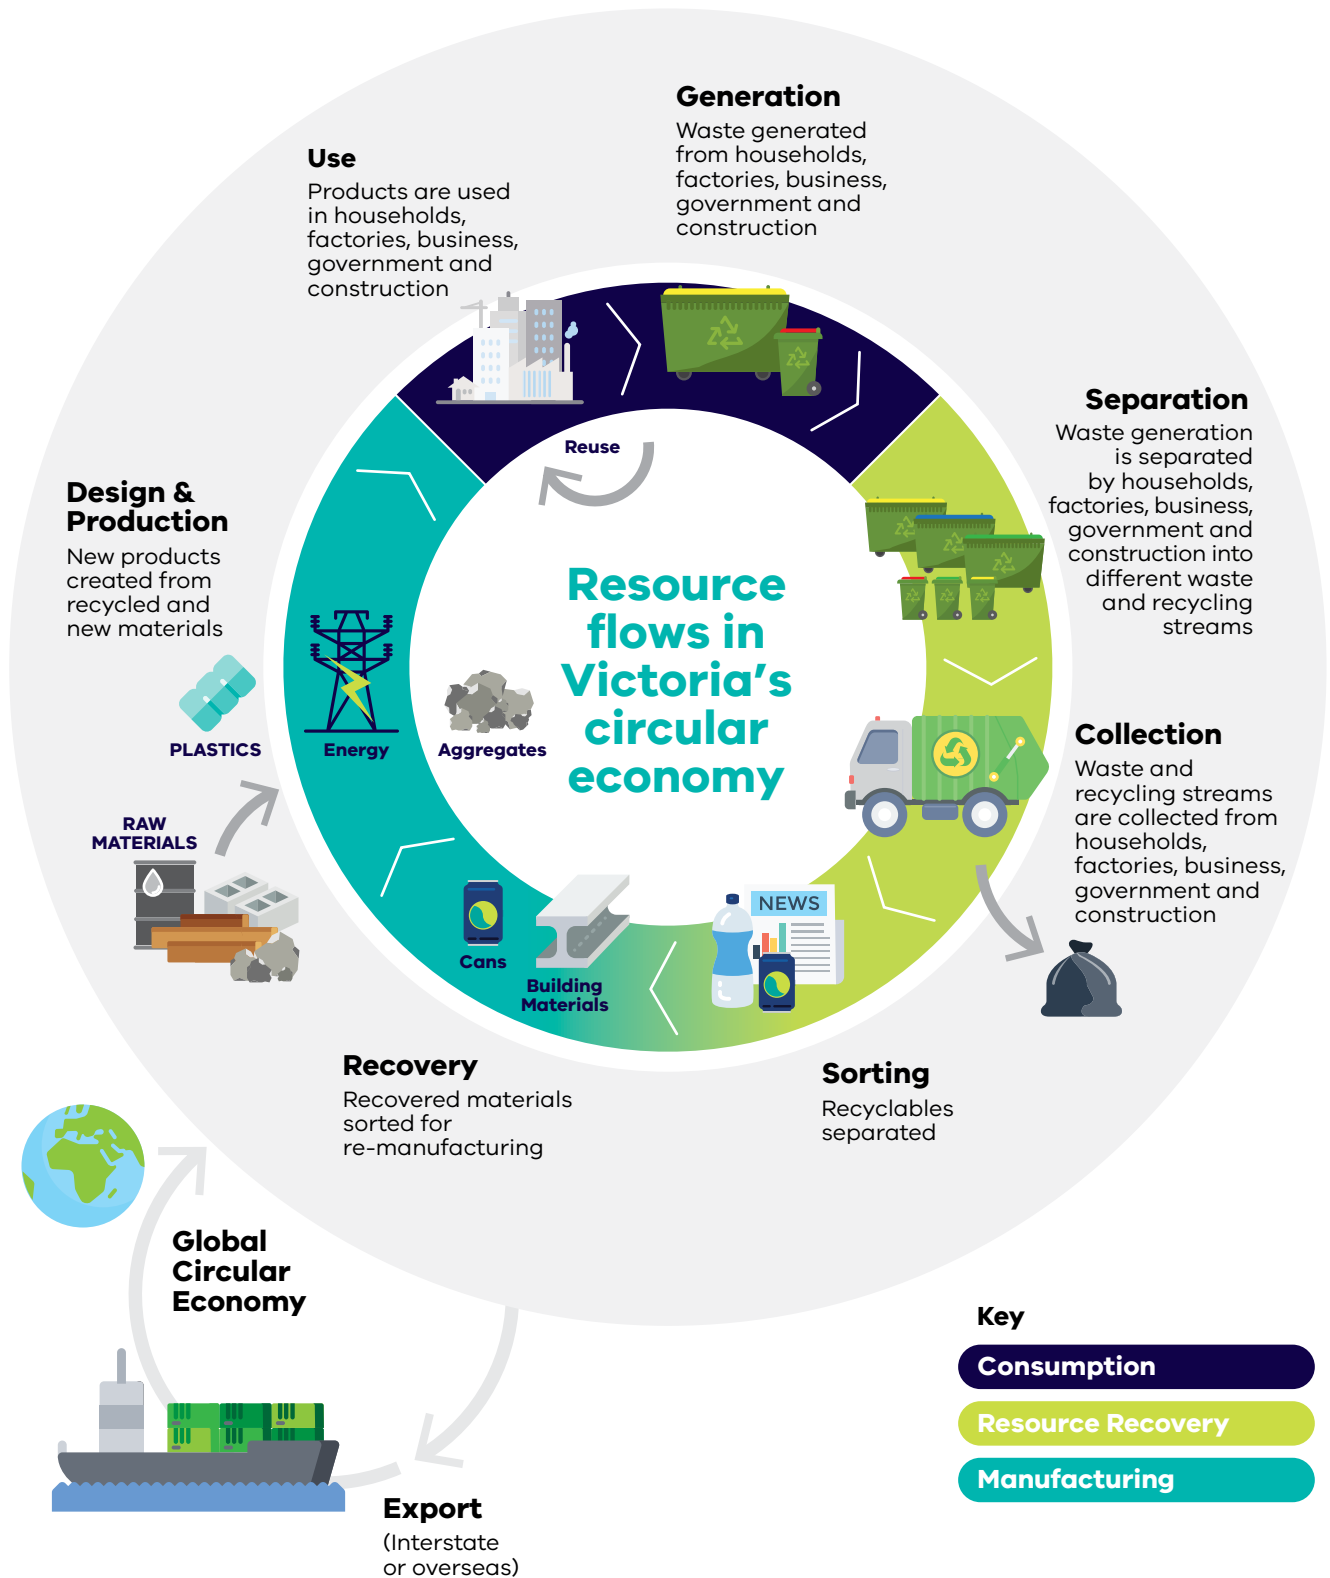 Generation
Waste generated
from households,
factories, business,
government and
construction
Use
Products are used
in households,
factories, business,
government and
construction
Separation
Waste generation
is separated
by households,
factories, business,
government and
construction into
different waste
and recycling
streams
Reuse
Design &
Production
New products
created from
recycled and
new materials
Resource
flows in
Victoria's
circular
economy
PLASTICS
Energy
Aggregates
Collection
Waste and
recycling streams
are collected from
households,
factories, business,
government and
construction
RAW
MATERIALS
NEWS
Cans
Building
Materials
Recovery
Recovered materials
sorted for
re-manufacturing
Sorting
Recyclables
separated
Global
Circular
Economy
Key
Consumption
Resource Recovery
Manufacturing
Export
(Interstate
or overseas)